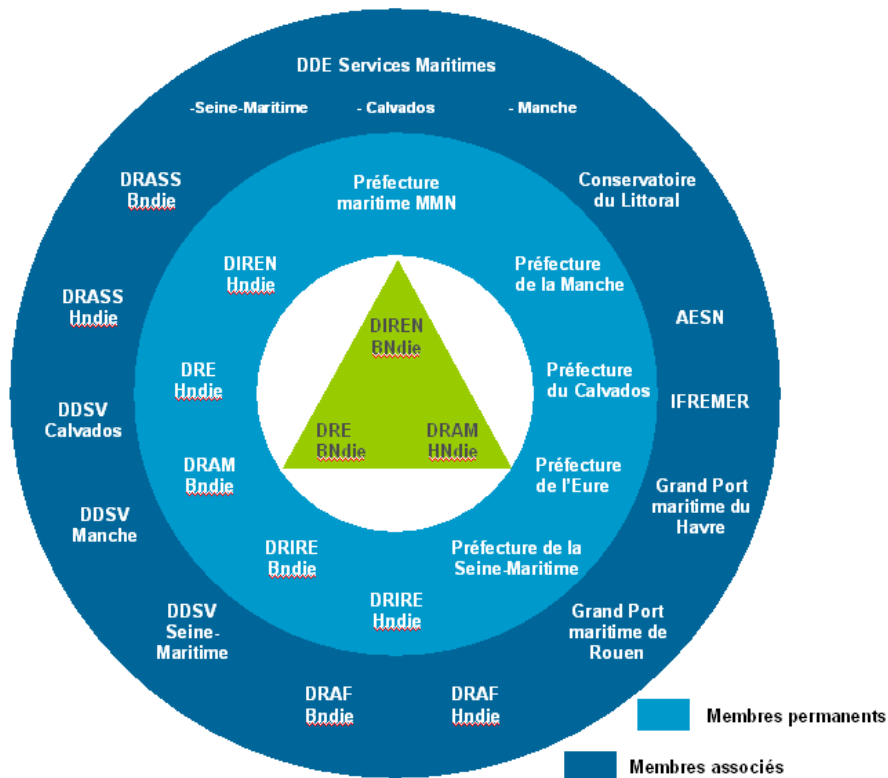 DDE Services Maritimes
-Seine-Maritime - Calvados - Manche
DRASS
Bndie
Préfecture
maritime MMN
Conservatoire
du Littoral
DIREN
Hndie
Préfecture
de la Manche
DRASS
Hndie
DIREN
BNdie
AESN
DRE
Hndie
Préfecture
du Calvados
DDSV
Calvados
IFREMER
DRE
BNdie
DRAM
HNdie
DRAM
Bndie
Préfecture
de l'Eure
Grand Port
maritime du
Havre
DDSV
Manche
DRIRE
Bndie
Préfecture de la
Seine-Maritime
DRIRE
Hndie
DDSV
Seine-
Maritime
Grand Port
maritime de
Rouen
DRAF
Bndie
DRAF
Hndie
Membres permanents
Membres associés